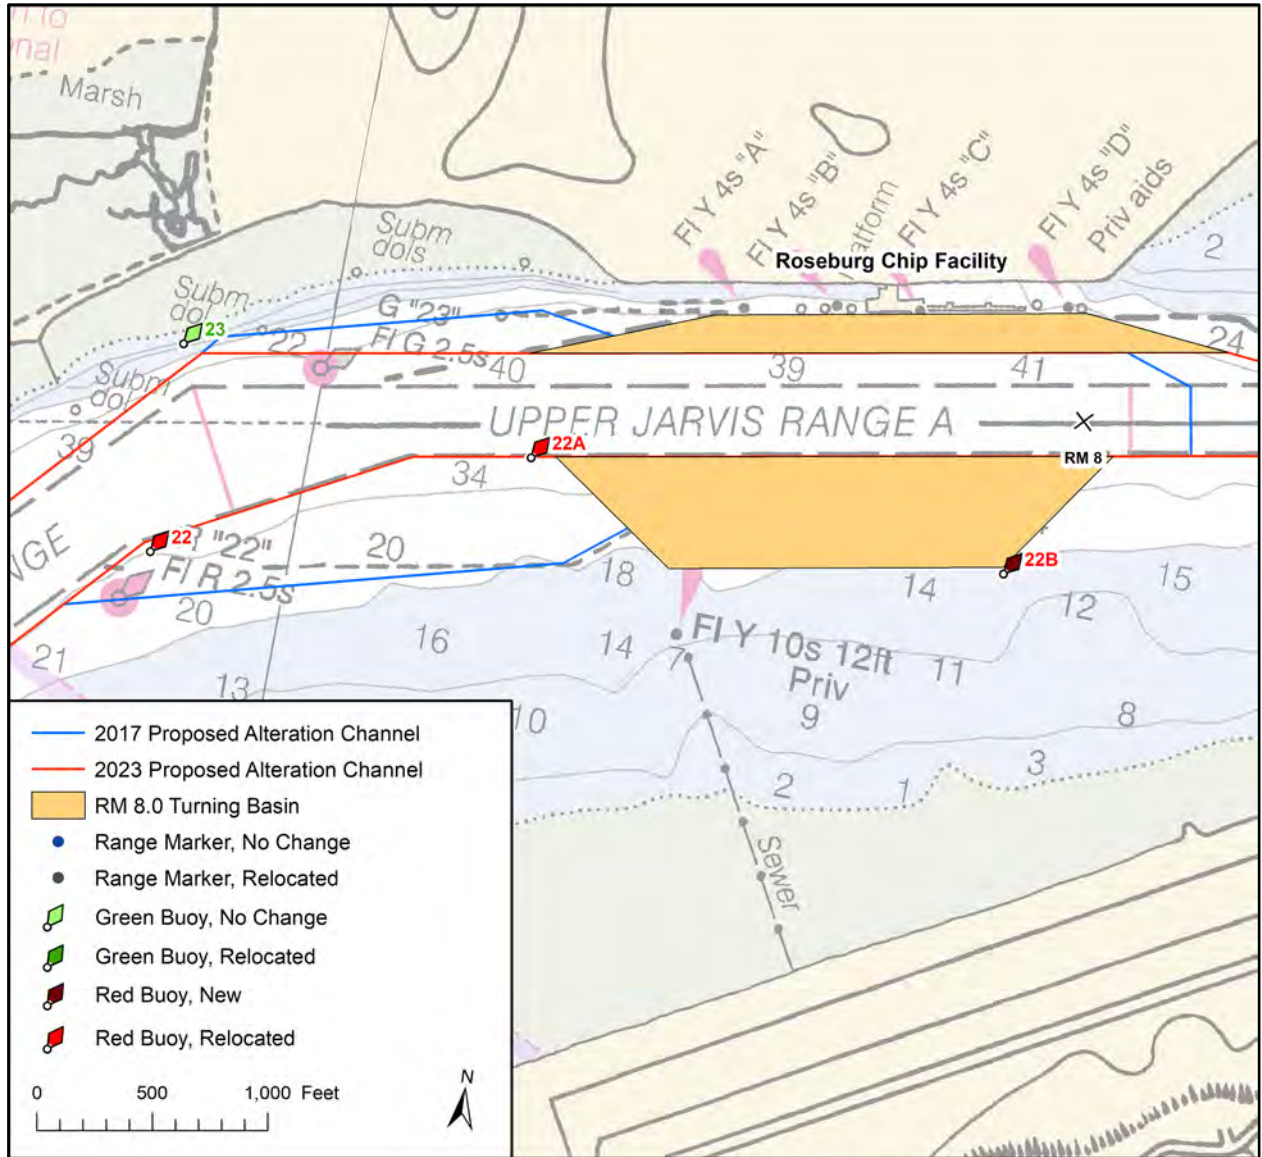 nal
Marsh
Subm
dols
Fl Y 4s "A"
Fl Y 4s "B"
atform
Fl Y 4s "C"
Fl Y 4s "D"
Priv aids
2
Roseburg Chip Facility
Subm
dol
23
G "23"
Fl G 2.5s
22
40
39
41
24
Subm
dol
UPPER JARVIS RANGE A
22A
RM 8
39
34
22
"22"
20
NGE
Fl R 2.5s
20
18
14
22B
15
12
21
16
14
7
Fl Y 10s 12ft
Priv
11
13
10
9
8
2
1
3
Sewer
2017 Proposed Alteration Channel
2023 Proposed Alteration Channel
RM 8.0 Turning Basin
Range Marker, No Change
Range Marker, Relocated
Green Buoy, No Change
Green Buoy, Relocated
Red Buoy, New
Red Buoy, Relocated
0 500 1,000 Feet
N